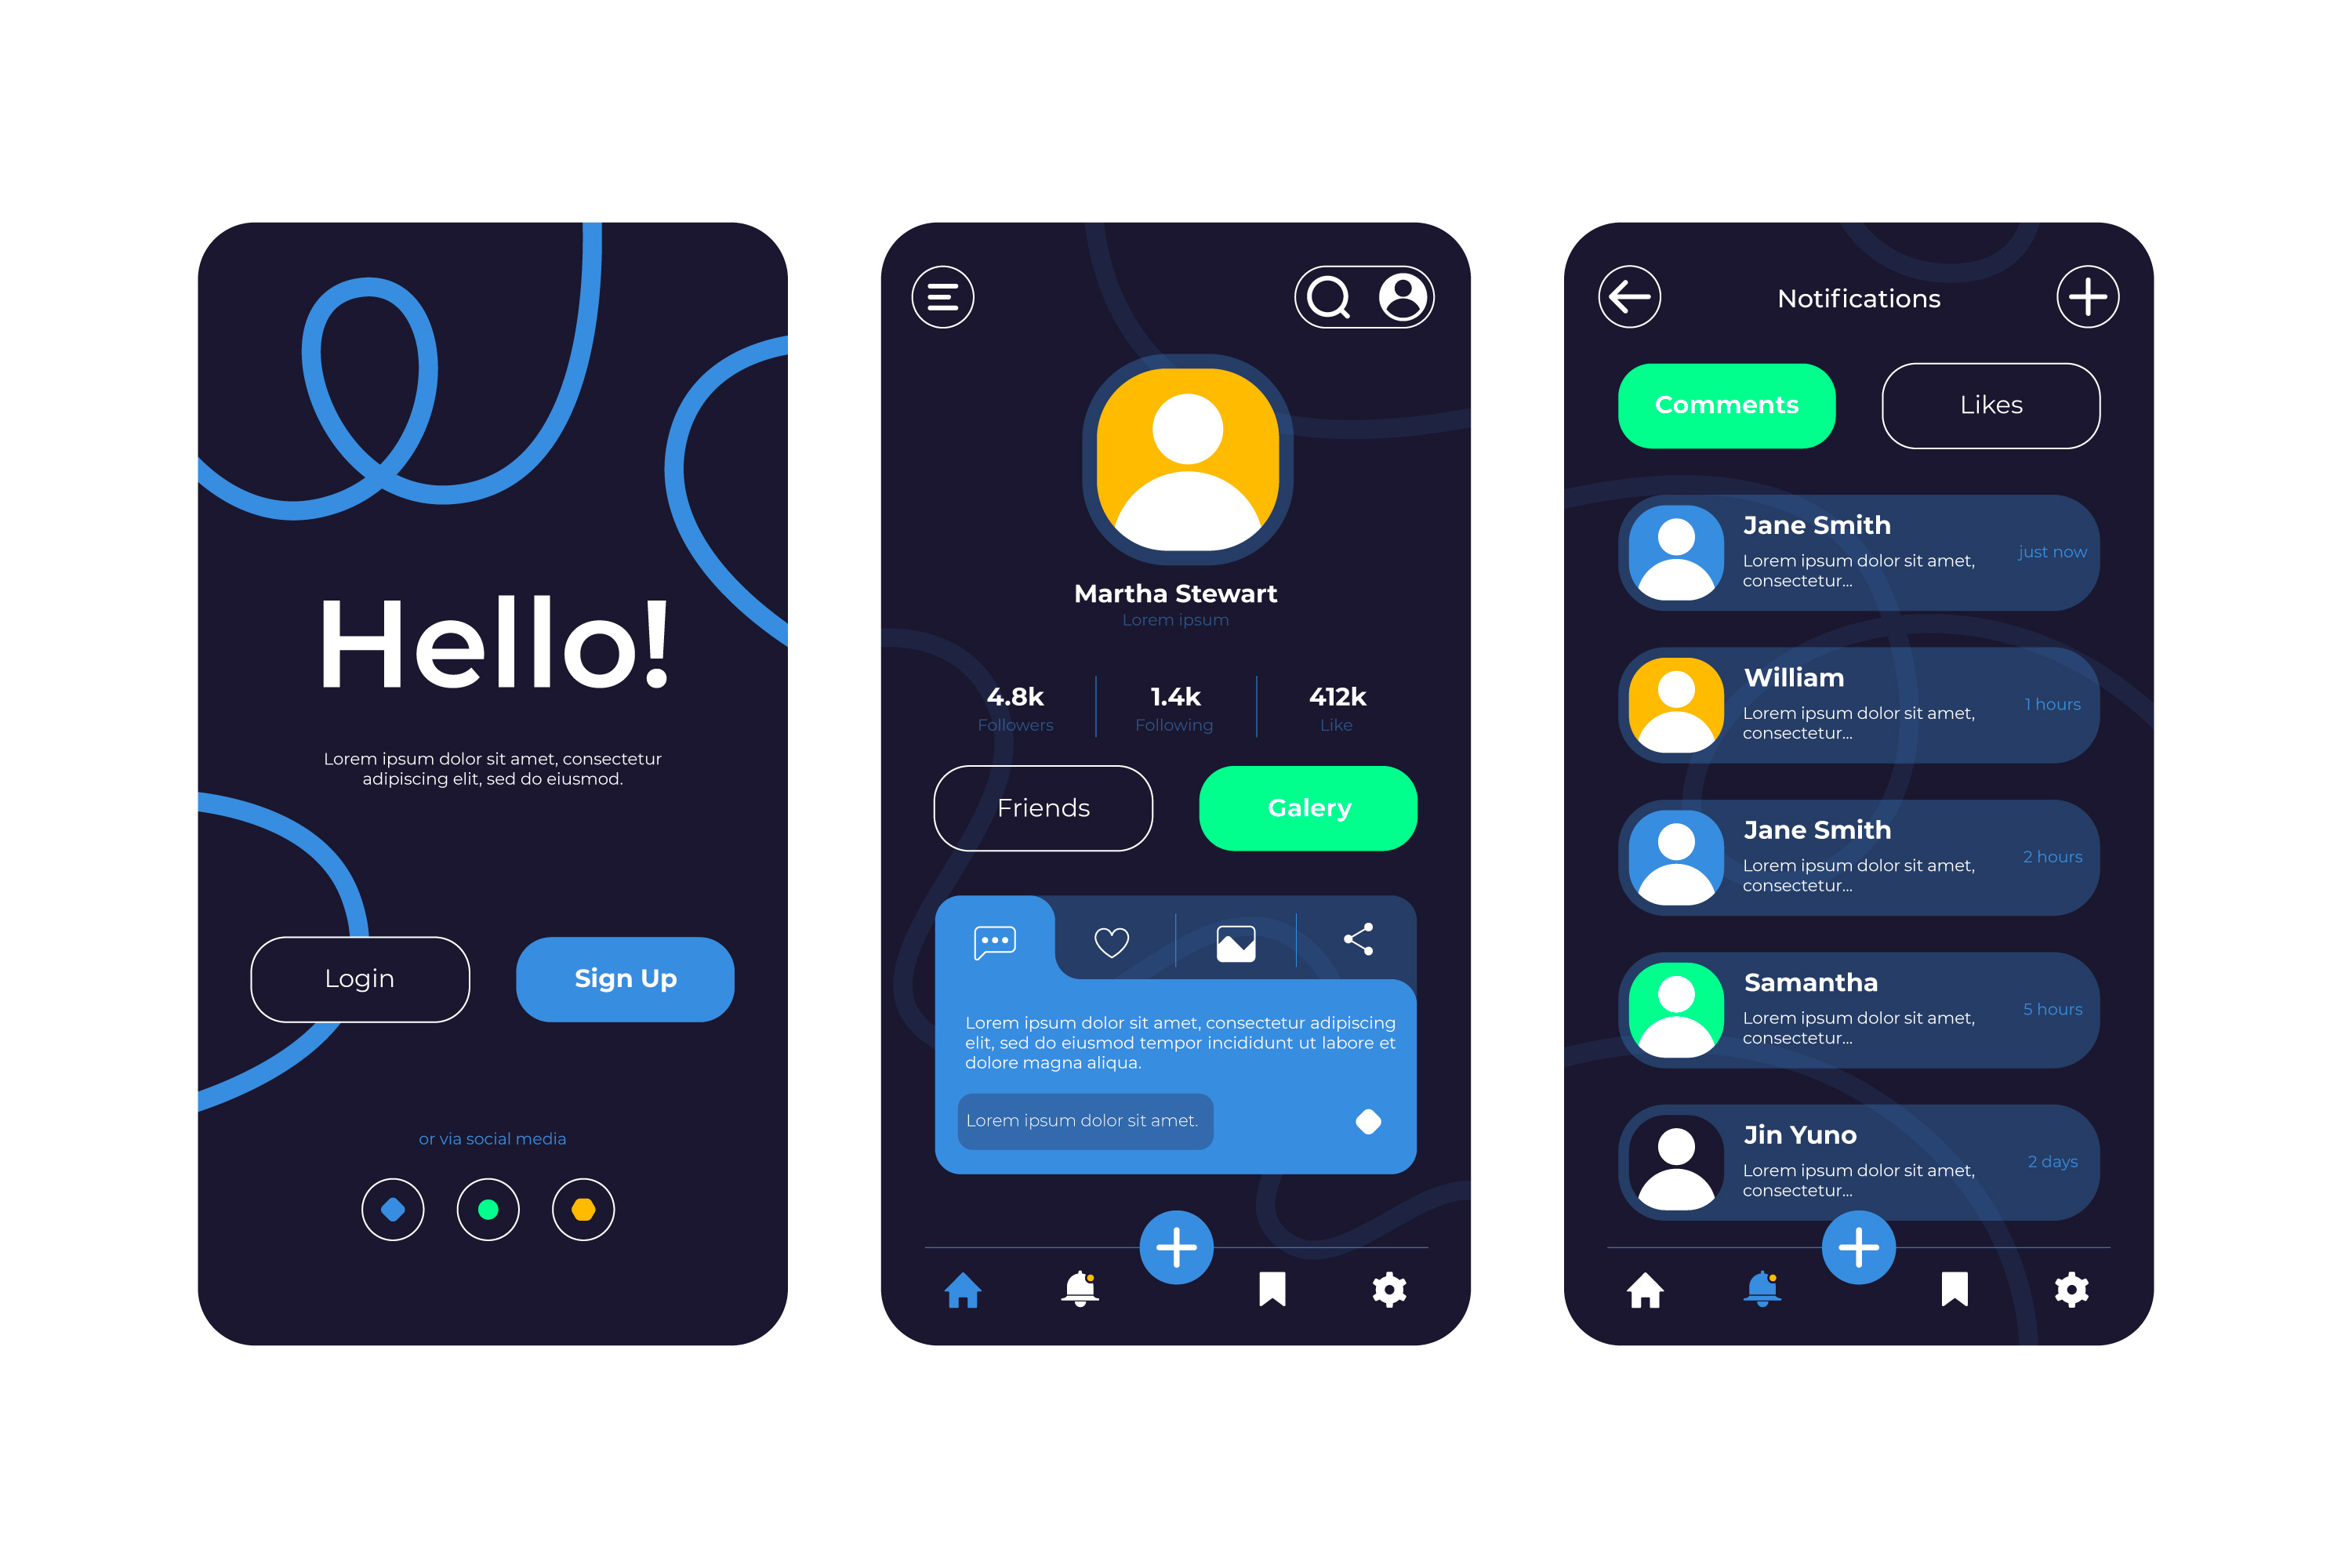 Hello!
Lorem ipsum dolor sit amet, consectetur
adipiscing elit, sed do eiusmod.
Login
Sign Up
or via social media
Martha Stewart
Lorem ipsum
4.8k
Followers
1.4k
Following
412k
Like
Friends
Galery
Lorem ipsum dolor sit amet, consectetur adipiscing
elit, sed do eiusmod tempor incididunt ut labore et
dolore magna aliqua.
Lorem ipsum dolor sit amet.
Notifications
Comments
Likes
Jane Smith
Lorem ipsum dolor sit amet,
consectetur...
just now
William
Lorem ipsum dolor sit amet,
consectetur...
1 hours
Jane Smith
Lorem ipsum dolor sit amet,
consectetur...
2 hours
Samantha
Lorem ipsum dolor sit amet,
consectetur...
5 hours
Jin Yuno
Lorem ipsum dolor sit amet,
consectetur...
2 days